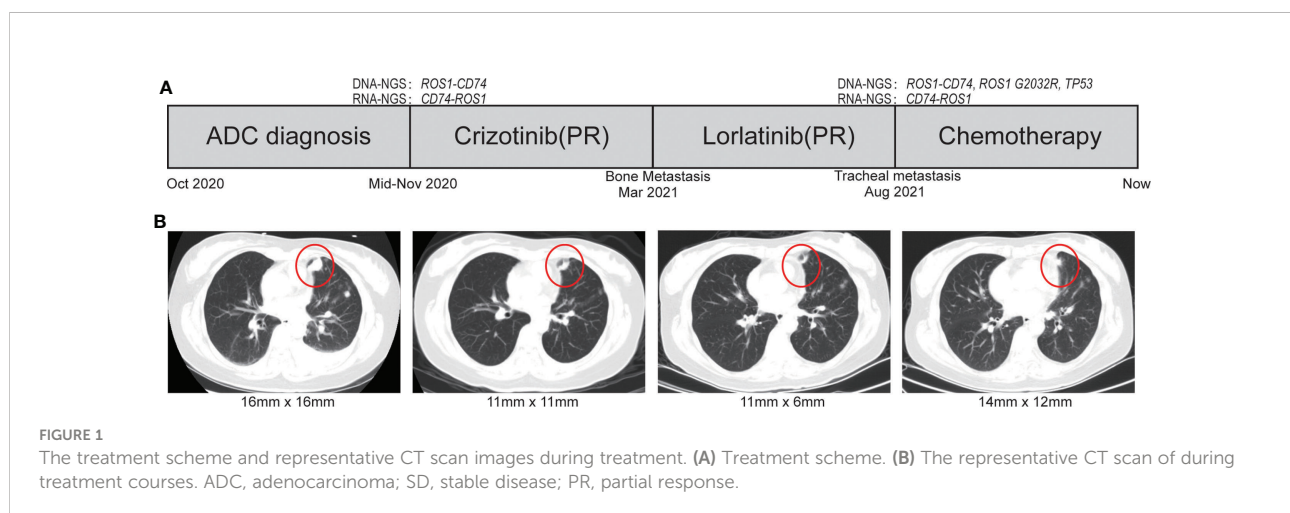 A
DNA-NGS: ROS1-CD74
RNA-NGS: CD74-ROS1
DNA-NGS: ROS1-CD74, ROS1 G2032R, TP53
RNA-NGS: CD74-ROS1
ADC diagnosis
Crizotinib(PR)
Lorlatinib(PR)
Chemotherapy
Oct 2020
Mid-Nov 2020
Bone Metastasis
Mar 2021
Tracheal metastasis
Aug 2021
Now
B
16mm x 16mm
11mm x 11mm
11mm x 6mm
14mm x 12mm
FIGURE 1
The treatment scheme and representative CT scan images during treatment. (A) Treatment scheme. (B) The representative CT scan of during
treatment courses. ADC, adenocarcinoma; SD, stable disease; PR, partial response.